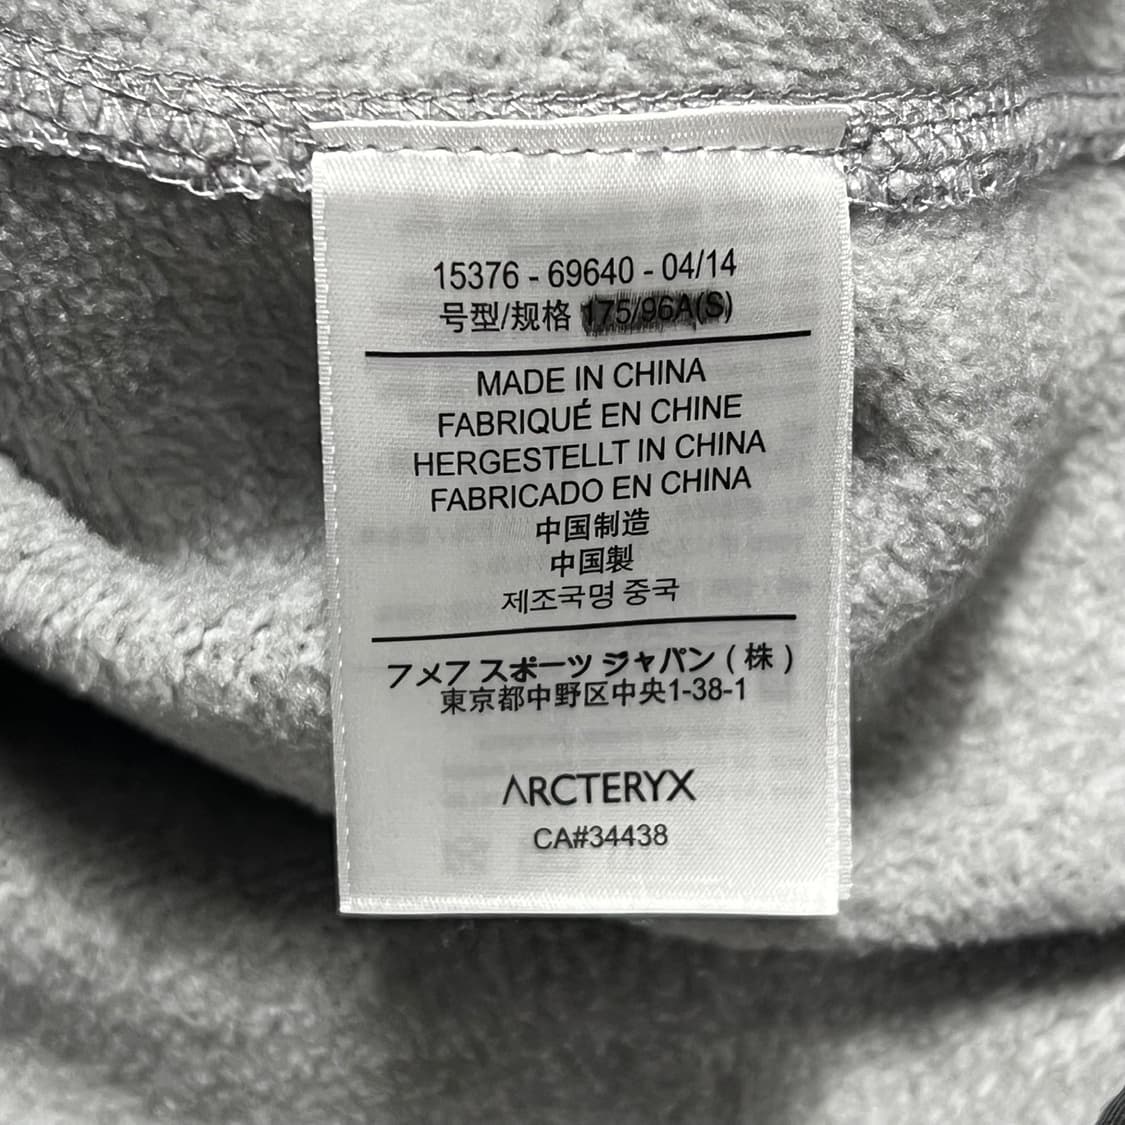 15376 - 69640 - 04/14
号型/规格 175/96A(S)
MADE IN CHINA
FABRIQUÉ EN CHINE
HERGESTELLT IN CHINA
FABRICADO EN CHINA
中国制造
中国製
제조국명 중국
アメア スポーツ ジャパン ( 株 )
東京都中野区中央1-38-1
ARCTERYX
CA#34438